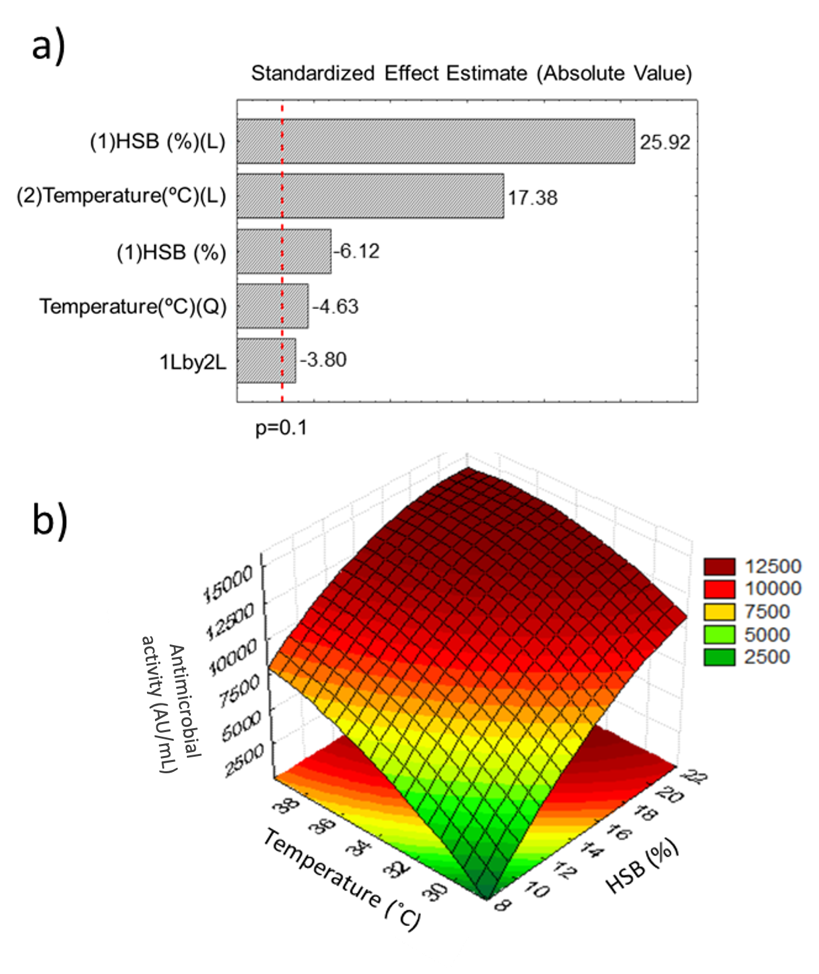 a)
Standardized Effect Estimate (Absolute Value)
(1)HSB (%)(L)
25.92
(2)Temperature(ºC)(L)
17.38
(1)HSB (%)
-6.12
Temperature(ºC)(Q)
-4.63
1Lby2L
-3.80
p=0.1
b)
15000
12500
10000
7500
5000
2500
Antimicrobial
activity (AU/mL)
38
36
34
32
30
Temperature (˚C)
8
10
12
14
16
18
20
22
HSB (%)
12500
10000
7500
5000
2500